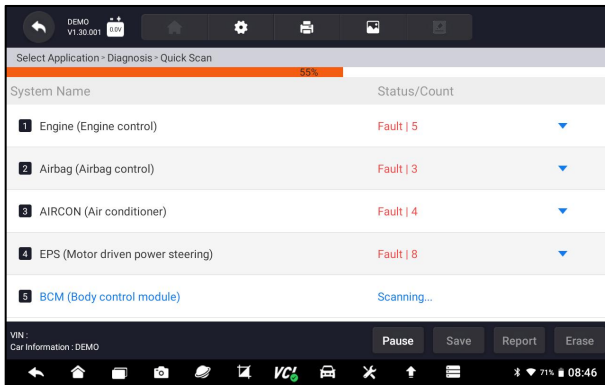 DEMO
V1.30.001
0.0V
Select Application > Diagnosis > Quick Scan
55%
System Name Status/Count
1 Engine (Engine control) Fault | 5
2 Airbag (Airbag control) Fault | 3
3 AIRCON (Air conditioner) Fault | 4
4 EPS (Motor driven power steering) Fault | 8
5 BCM (Body control module) Scanning...
VIN :
Car Information : DEMO
Pause Save Report Erase
VCI 71% 08:46